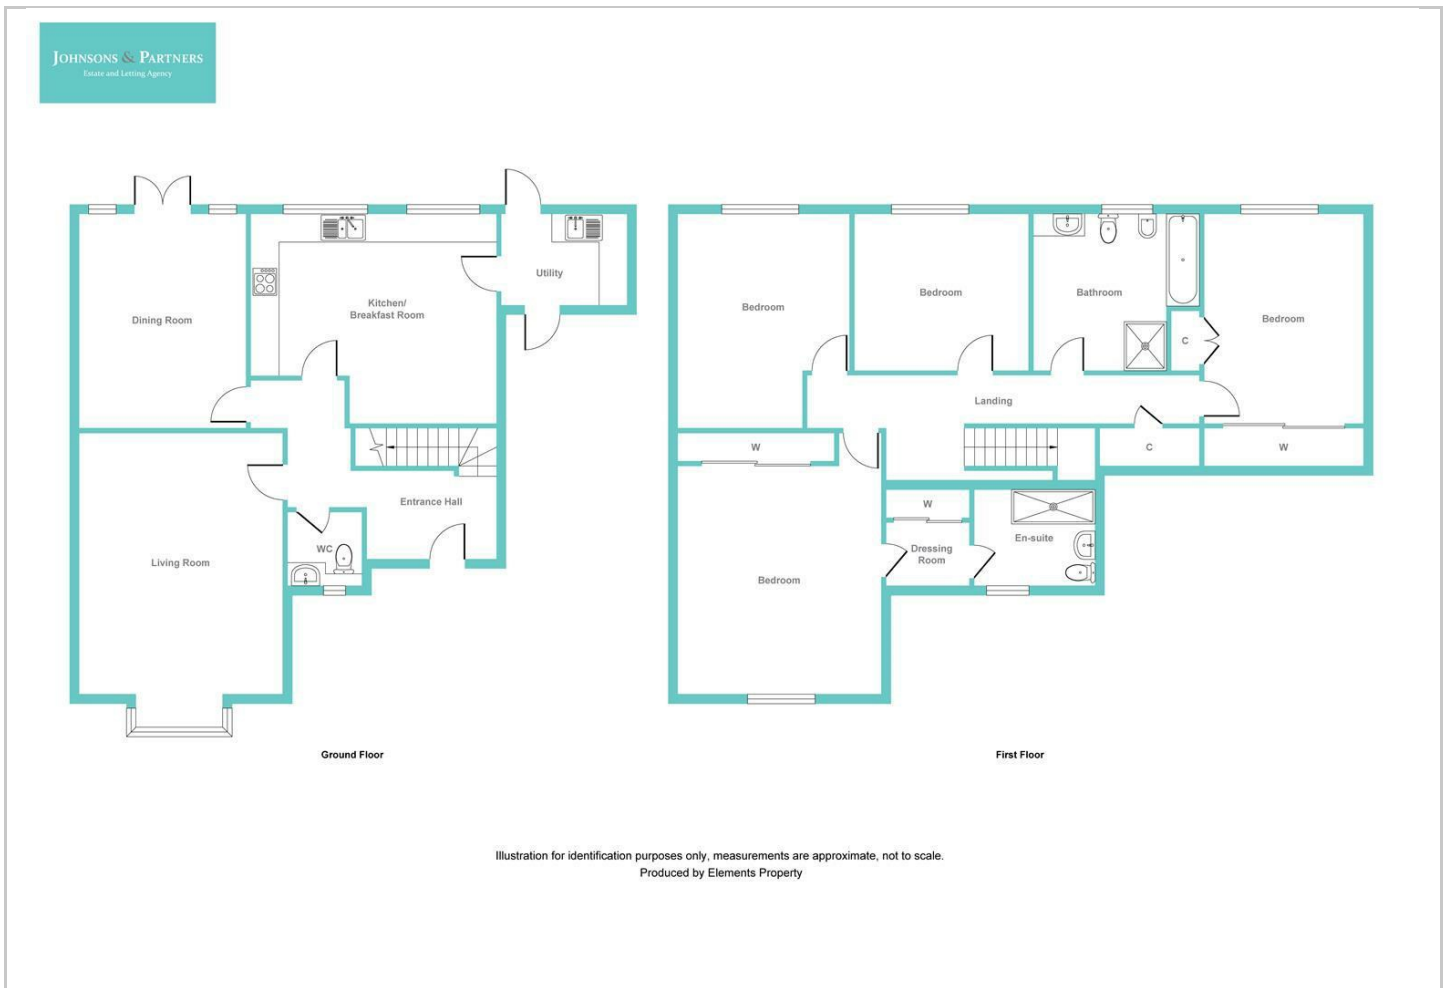 JOHNSONS & PARTNERS
Estate and Letting Agency
Dining Room
Kitchen/
Breakfast Room
Utility
Living Room
WC
Entrance Hall
Ground Floor
Bedroom
Bedroom
Bathroom
C
Bedroom
Landing
W
C
W
W
Dressing
Room
En-suite
Bedroom
First Floor
Illustration for identification purposes only, measurements are approximate, not to scale.
Produced by Elements Property